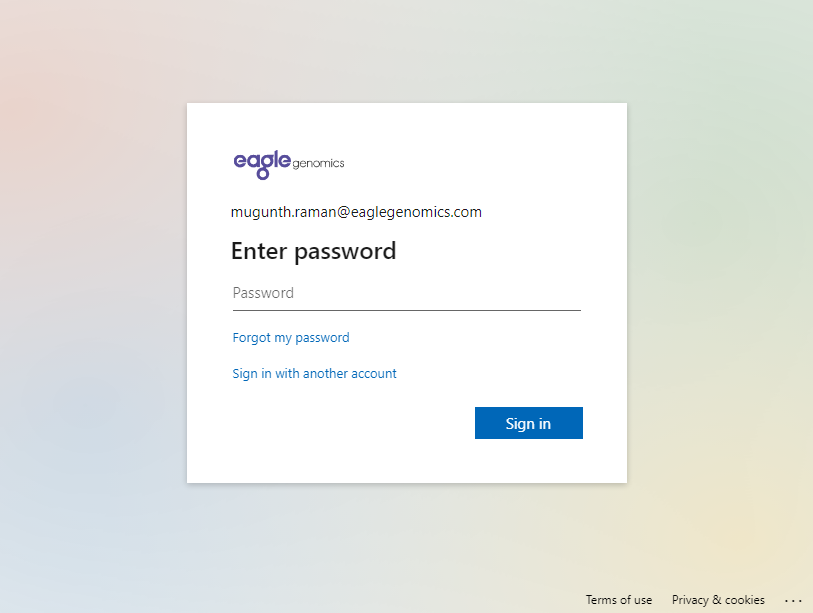 eagle genomics
mugunth.raman@eaglegenomics.com
Enter password
Password
Forgot my password
Sign in with another account
Sign in
Terms of use Privacy & cookies ...